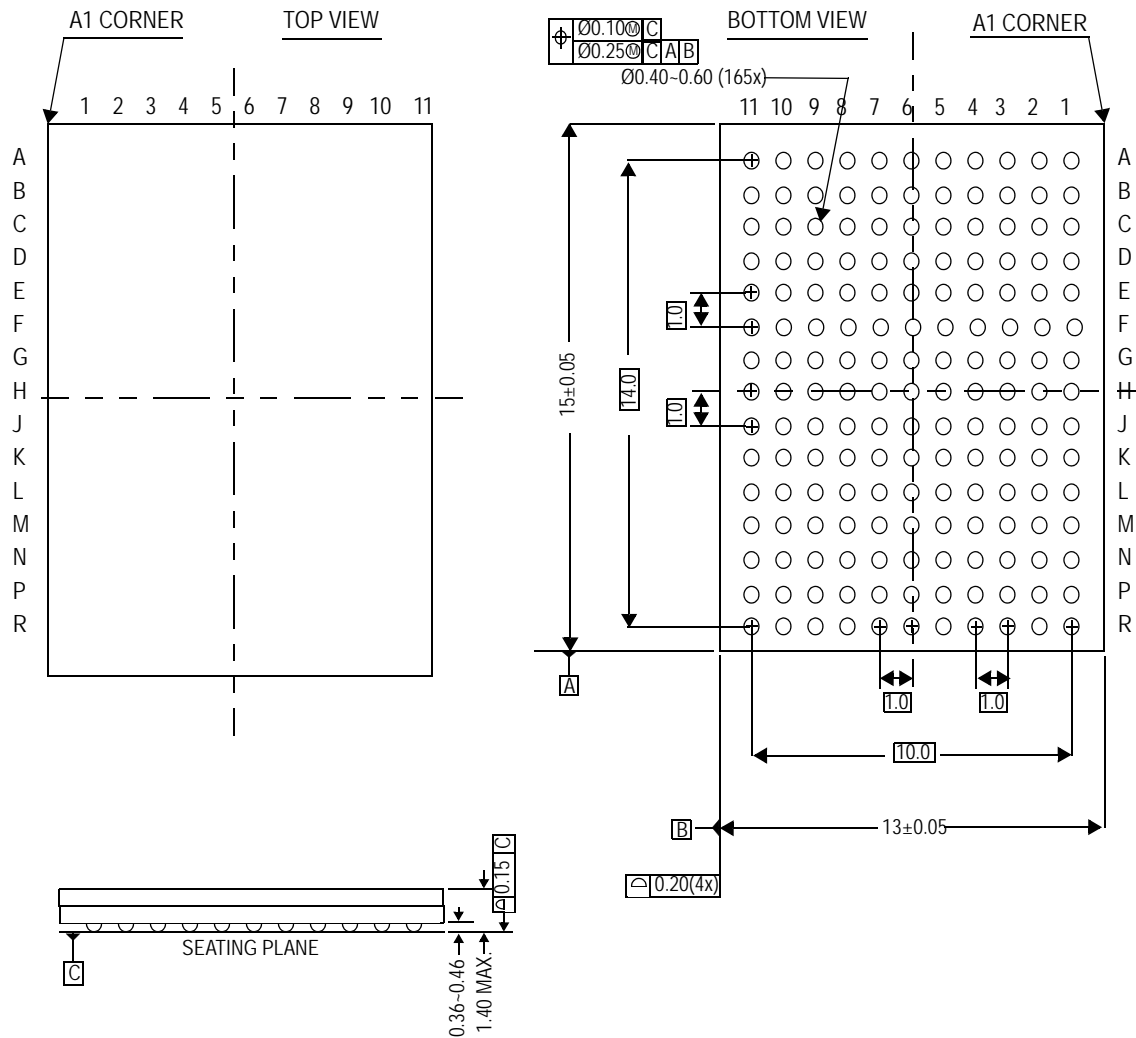 A1 CORNER
TOP VIEW
1 2 3 4 5 6 7 8 9 10 11
A
B
C
D
E
F
G
H
J
K
L
M
N
P
R
Ø0.10Ⓜ C
Ø0.25Ⓜ C A B
BOTTOM VIEW
A1 CORNER
Ø0.40~0.60 (165x)
11 10 9 8 7 6 5 4 3 2 1
A
B
C
D
E
F
G
H
J
K
L
M
N
P
R
1.0
1.0
14.0
15±0.05
A
1.0
1.0
10.0
B
13±0.05
0.20(4x)
0.15 C
SEATING PLANE
C
0.36~0.46
1.40 MAX.